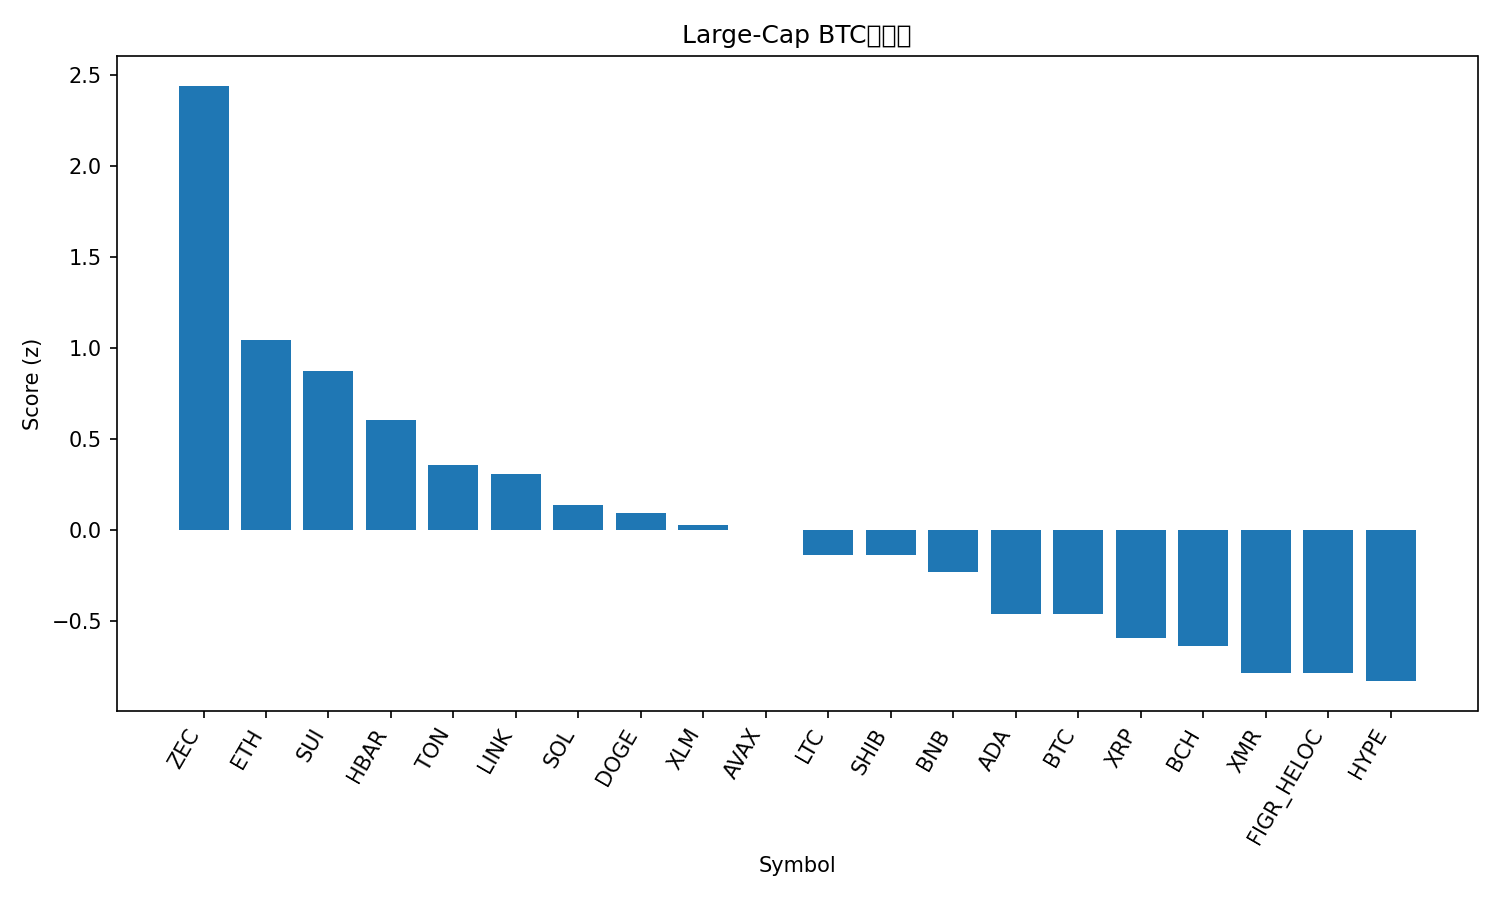 Large-Cap BTC
Score (z)
2.5
2.0
1.5
1.0
0.5
0.0
−0.5
ZEC
ETH
SUI
HBAR
TON
LINK
SOL
DOGE
XLM
AVAX
LTC
SHIB
BNB
ADA
BTC
XRP
BCH
XMR
FIGR_HELOC
HYPE
Symbol